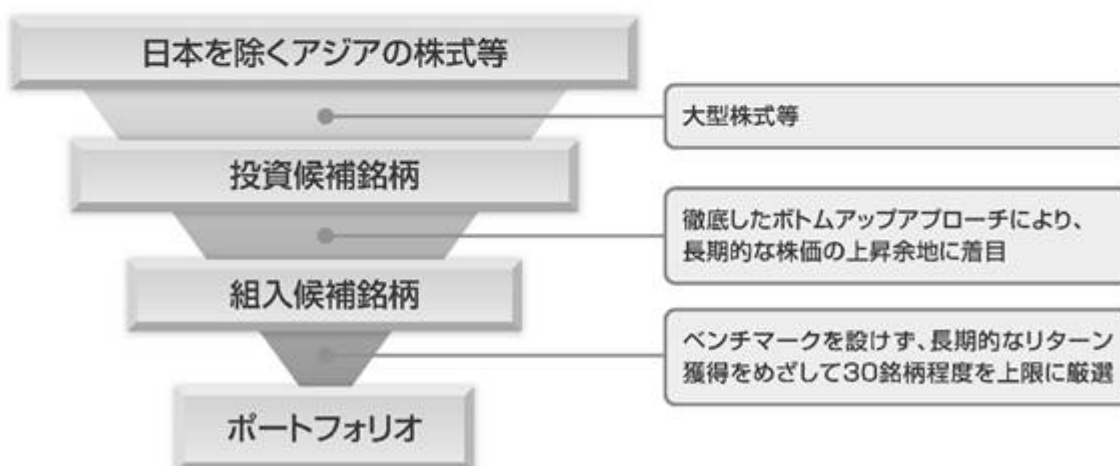 日本を除くアジアの株式等
大型株式等
投資候補銘柄
徹底したボトムアップアプローチにより、
長期的な株価の上昇余地に着目
組入候補銘柄
ベンチマークを設けず、長期的なリターン
獲得をめざして30銘柄程度を上限に厳選
ポートフォリオ